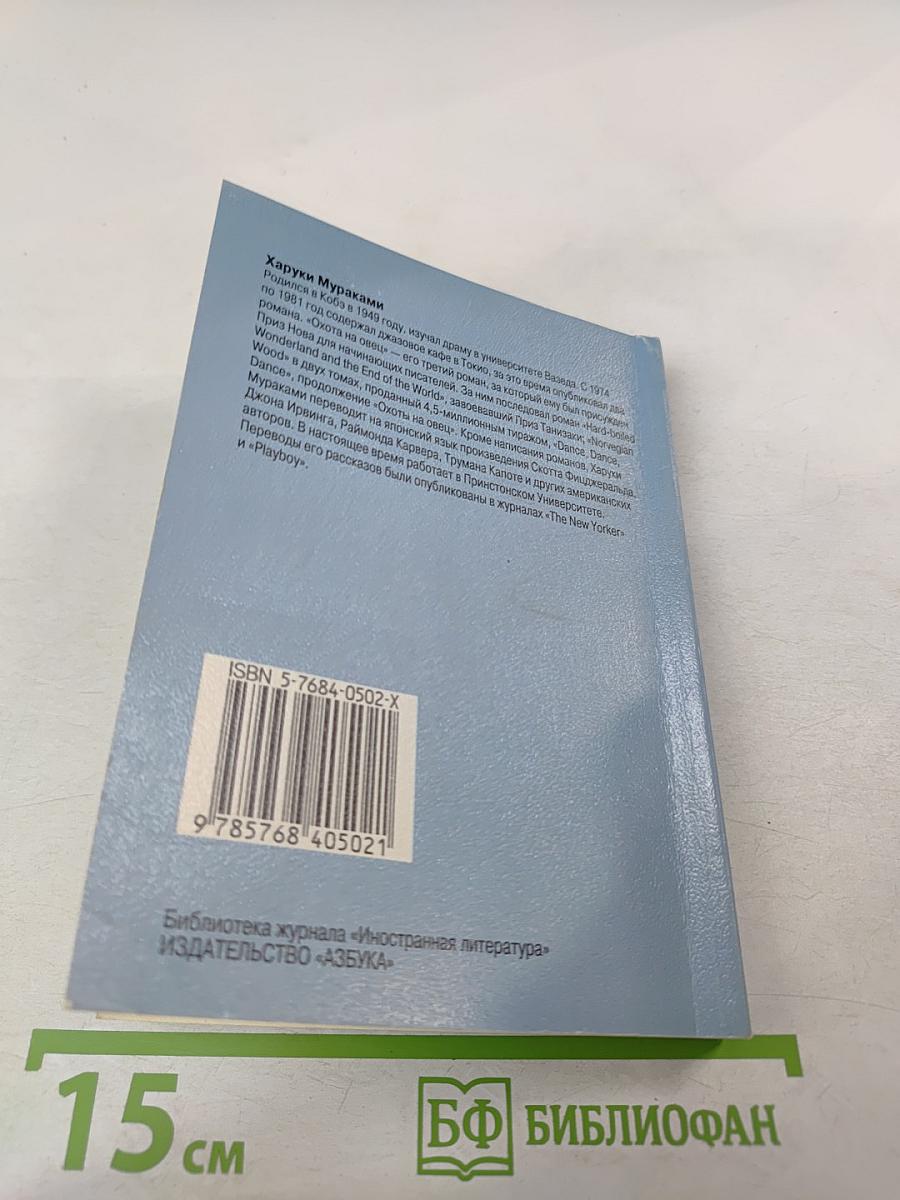 Харуки Мураками
Родился в Кобэ в 1949 году, изучал драму в университете Вазеда. С 1974
по 1981 год содержал джазовое кафе в Токио, за это время опубликовал два
романа. «Охота на овец» — его третий роман, за который ему был присужден
Приз Нова для начинающих писателей. За ним последовал роман «Hard-boiled
Wonderland and the End of the World», завоевавший Приз Танизаки; «Norvegian
Wood» в двух томах, проданный 4,5-миллионным тиражом, «Dance, Dance,
Dance», продолжение «Охоты на овец». Кроме написания романов, Харуки
Мураками переводит на японский язык произведения Скотта Фицджеральда,
Джона Ирвинга, Раймонда Карвера, Трумана Капоте и других американских
авторов. В настоящее время работает в Принстонском Университете.
Переводы его рассказов были опубликованы в журналах «The New Yorker»
и «Playboy».
ISBN 5-7684-0502-X
9 785768 405021
Библиотека журнала «Иностранная литература»
ИЗДАТЕЛЬСТВО «АЗБУКА»
15 см
БФ БИБЛИОФАН